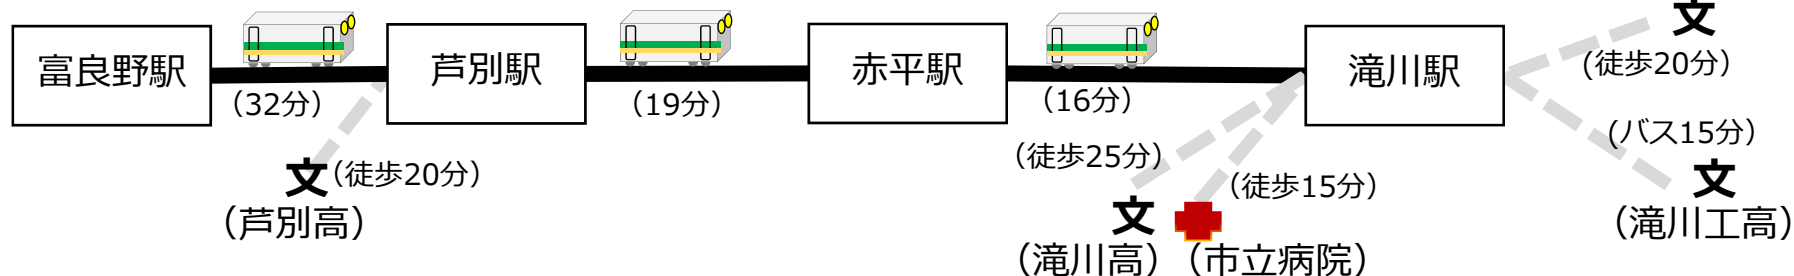 富良野駅
（32分）
芦別駅
（19分）
赤平駅
（16分）
滝川駅
文
（徒歩20分）
（芦別高）
（徒歩25分）
文
（滝川高）
（徒歩15分）
（市立病院）
文
(徒歩20分）
(バス15分）
文
（滝川工高）